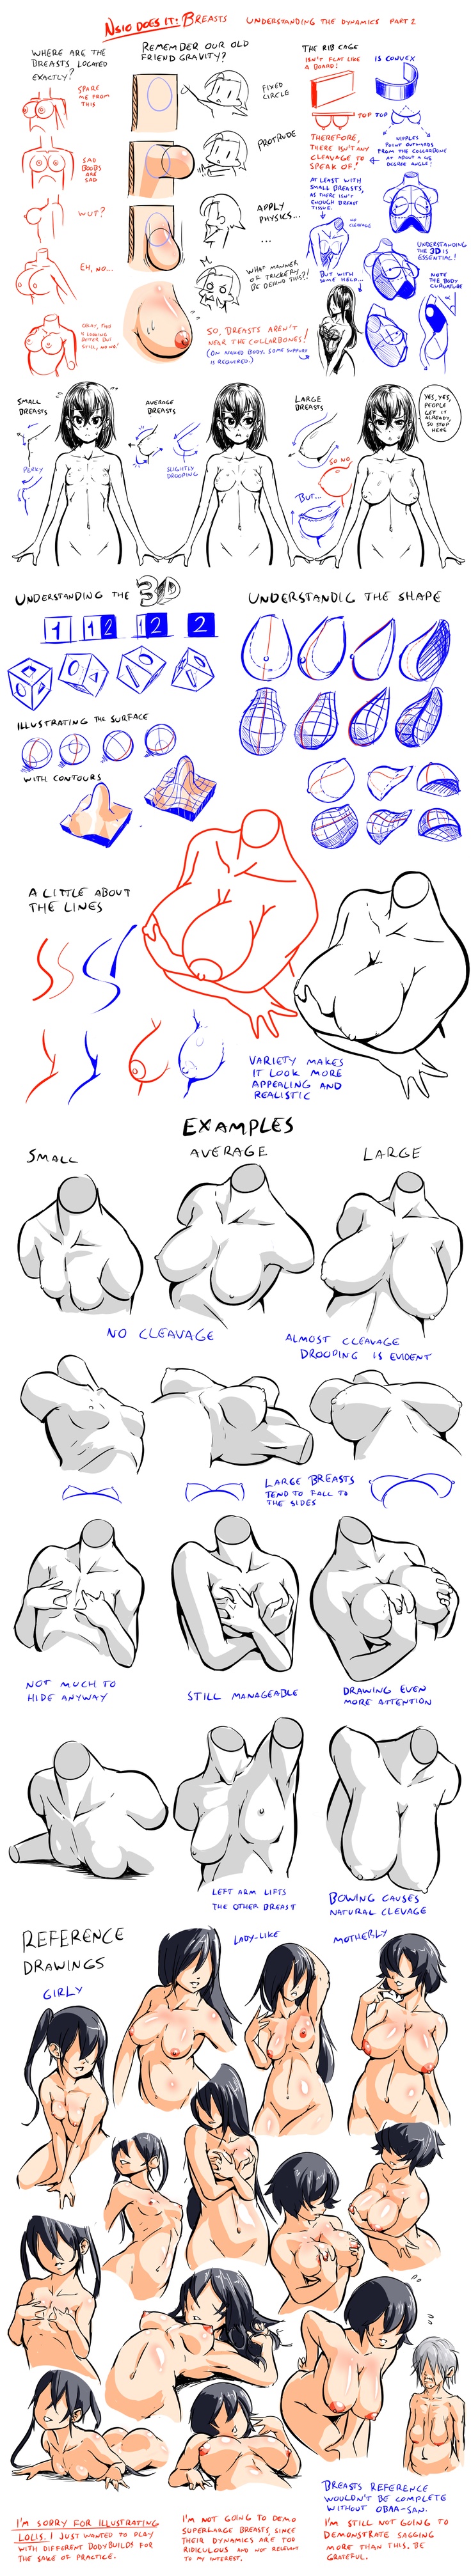 NSIO DOES IT: BREASTS
UNDERSTANDING THE DYNAMICS PART 2
WHERE ARE THE
BREASTS LOCATED
EXACTLY?
SPARE
ME FROM
THIS
SAD
BOOBS ARE
SAD
WUT?
EH, NO...
REMEMBER OUR OLD
FRIEND GRAVITY?
FIXED
CIRCLE
PROTRUDE
APPLY
PHYSICS...
...
WHAT MANNER
OF TRICKERY
BE BEHIND THIS?!
SO, BREASTS AREN'T
NEAR THE COLLARBONES!
(ON NAKED BODY. SOME SUPPORT
IS REQUIRED.)
THE RIB CAGE
ISN'T FLAT LIKE
A BOARD!
IS CONVEX
TOP TOP
THEREFORE,
THERE ISN'T ANY
CLEAVAGE TO
SPEAK OF!
NIPPLES
POINT OUTWARDS
FROM THE COLLARBONE
AT ABOUT A 45
DEGREE ANGLE!
AT LEAST WITH
SMALL BREASTS,
AS THERE ISN'T
ENOUGH BREAST
TISSUE.
NO
CLEAVAGE
BUT WITH
SOME HELP...
UNDERSTANDING
THE 3D IS
ESSENTIAL!
NOTE
THE BODY
CURVATURE
SMALL
BREASTS
PERKY
AVERAGE
BREASTS
SLIGHTLY
DROOPING
LARGE
BREASTS
SO NO.
BUT...
YES, YES,
PEOPLE
GET IT
ALREADY,
SO STOP
HERE
UNDERSTANDING THE 3D
1 1 2 1 2 2
ILLUSTRATING THE SURFACE
WITH CONTOURS
UNDERSTANDIG THE SHAPE
A LITTLE ABOUT
THE LINES
VARIETY MAKES
IT LOOK MORE
APPEALING AND
REALISTIC
EXAMPLES
SMALL
AVERAGE
LARGE
NO CLEAVAGE
ALMOST CLEAVAGE
DROOPING IS EVIDENT
LARGE BREASTS
TEND TO FALL TO
THE SIDES
NOT MUCH TO
HIDE ANYWAY
STILL MANAGEABLE
DRAWING EVEN
MORE ATTENTION
LEFT ARM LIFTS
THE OTHER BREAST
BOWING CAUSES
NATURAL CLEVAGE
REFERENCE
DRAWINGS
GIRLY
LADY-LIKE
MOTHERLY
BREASTS REFERENCE
WOULDN'T BE COMPLETE
WITHOUT OBAA-SAN.
I'M SORRY FOR ILLUSTRATING
LOLIS. I JUST WANTED TO PLAY
WITH DIFFERENT BODYBUILDS FOR
THE SAKE OF PRACTICE.
I'M NOT GOING TO DEMO
SUPERLARGE BREASTS, SINCE
THEIR DYNAMICS ARE TOO
RIDICULOUS AND NOT RELEVANT
TO MY INTEREST.
I'M STILL NOT GOING TO
DEMONSTRATE SAGGING
MORE THAN THIS. BE
GRATEFUL.